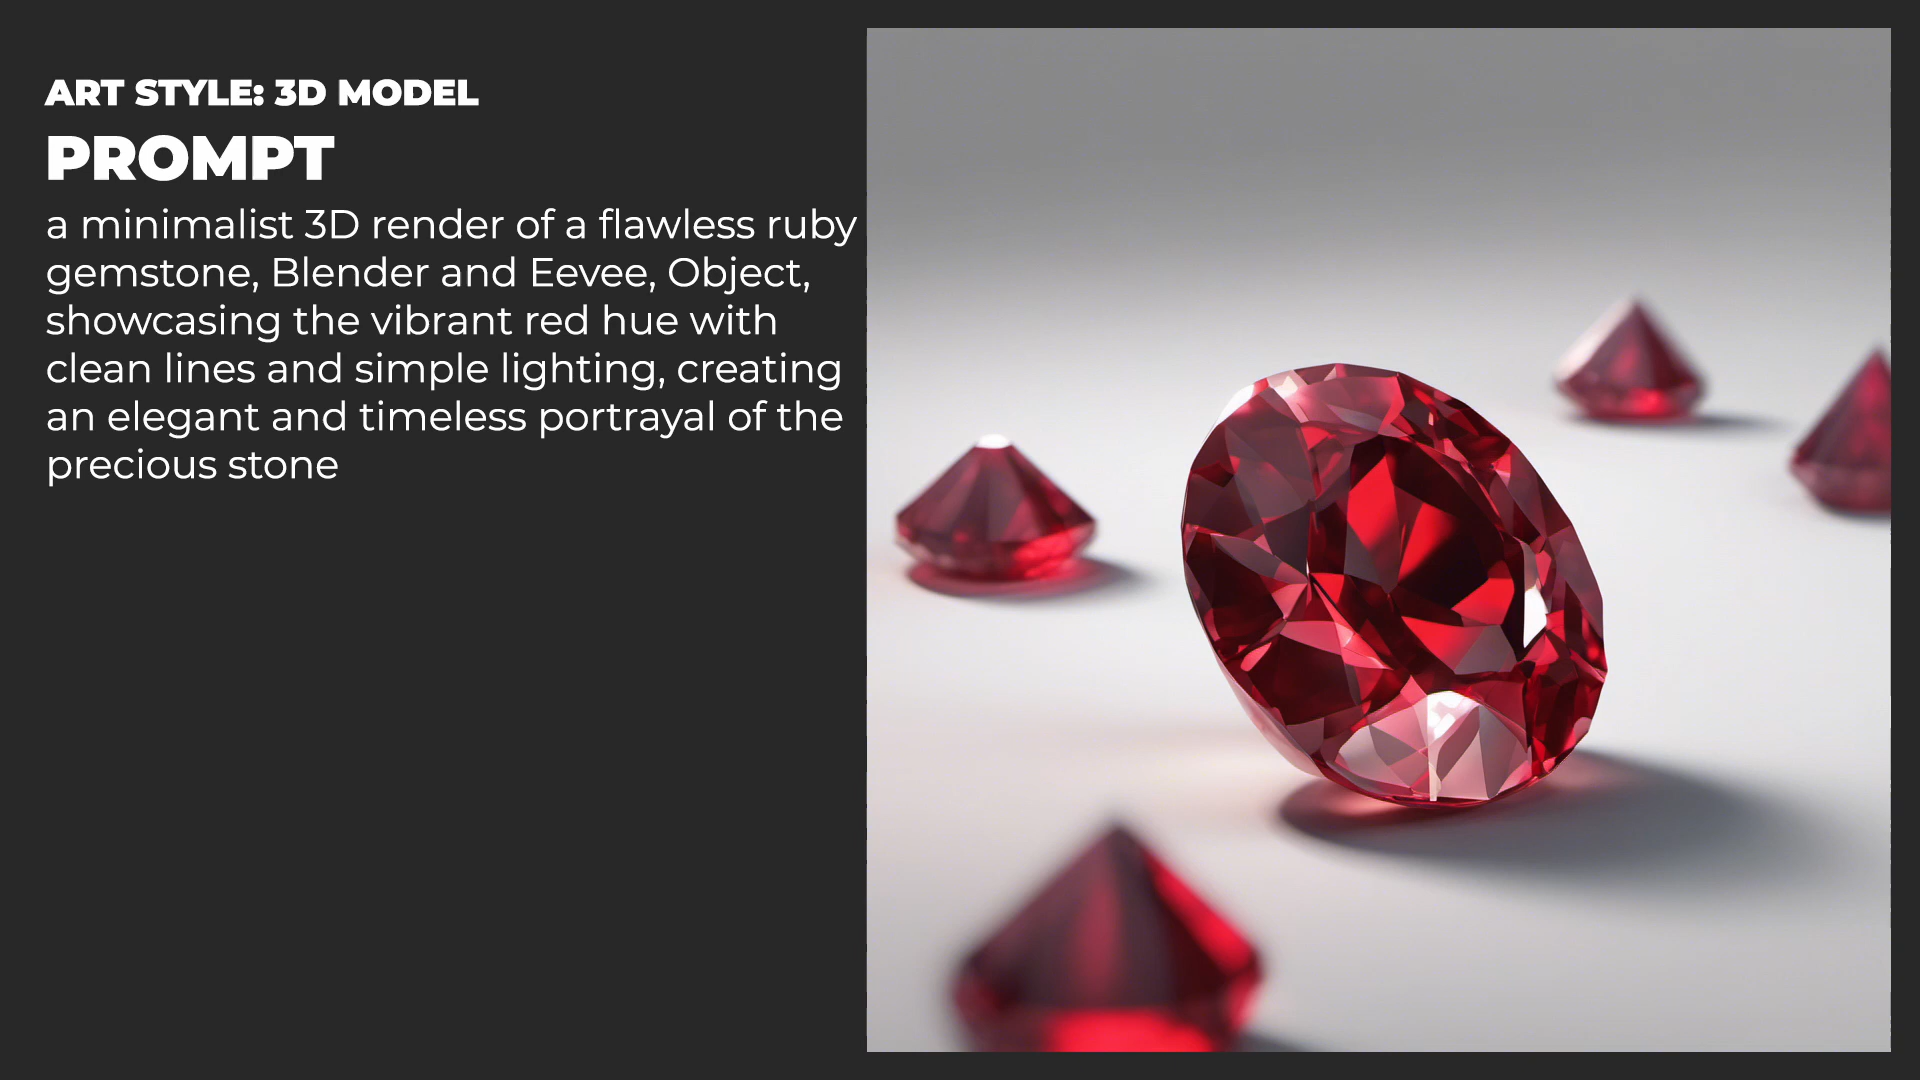 ART STYLE: 3D MODEL
PROMPT
a minimalist 3D render of a flawless ruby
gemstone, Blender and Eevee, Object,
showcasing the vibrant red hue with
clean lines and simple lighting, creating
an elegant and timeless portrayal of the
precious stone